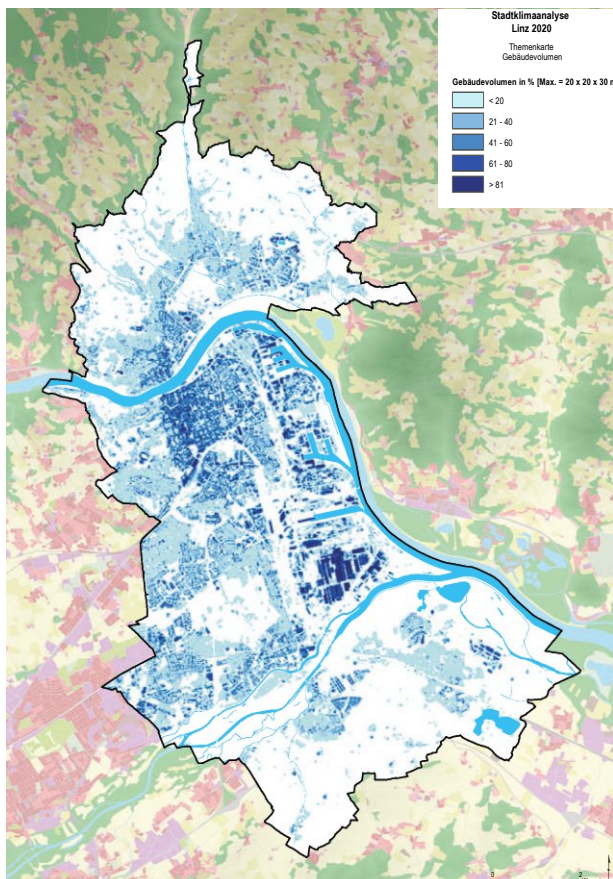 Stadtklimaanalyse
Linz 2020
Themenkarte
Gebäudevolumen
Gebäudevolumen in % [Max. = 20 x 20 x 30 m
< 20
21 - 40
41 - 60
61 - 80
> 81
0 2